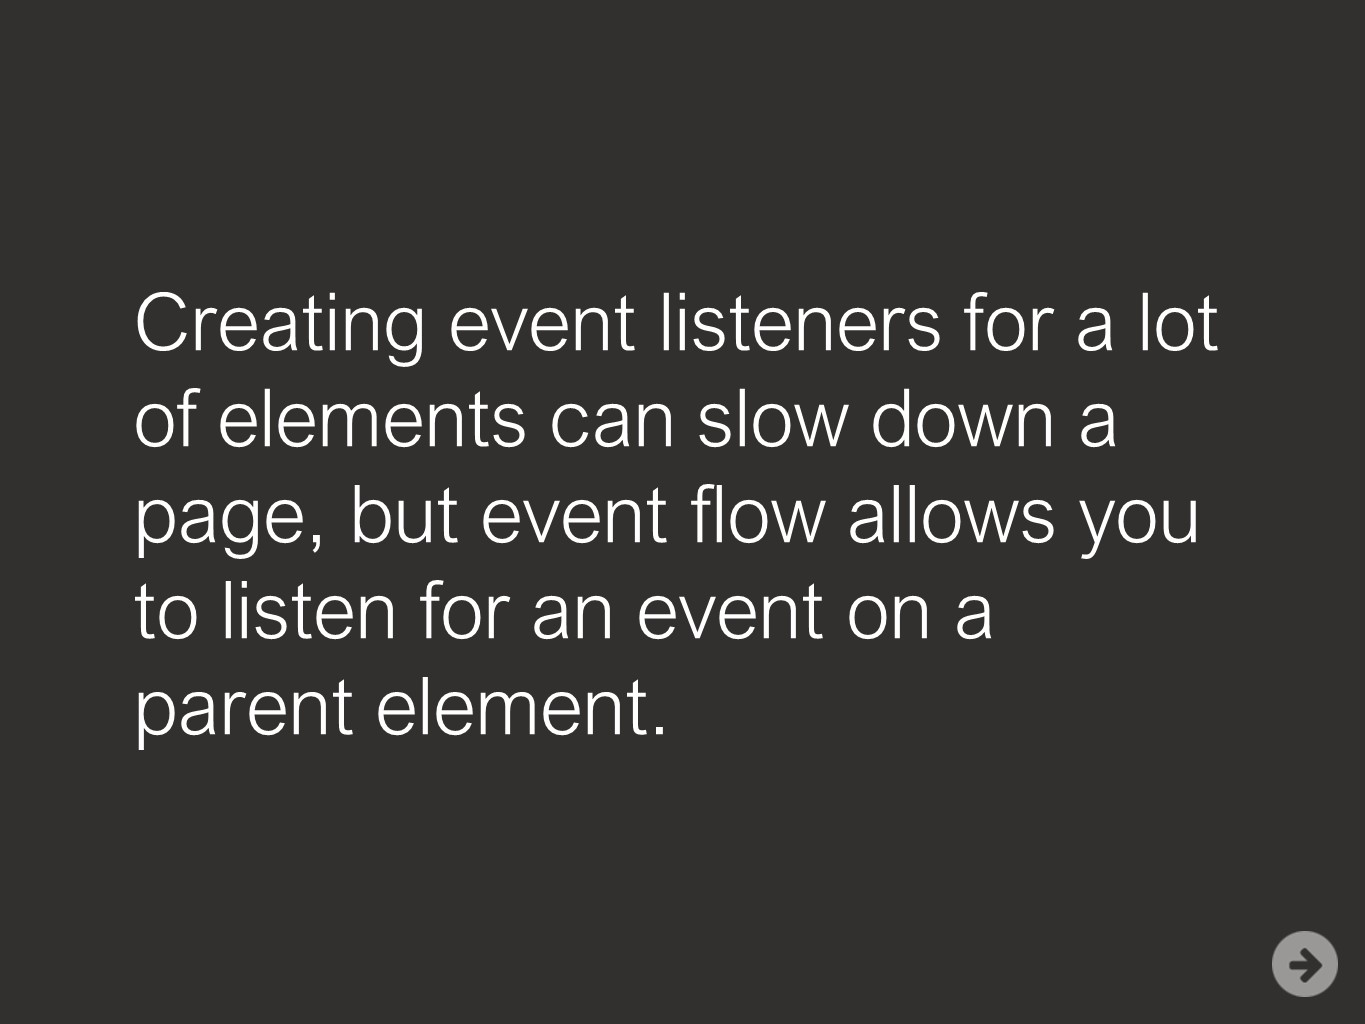 Creating event listeners for a lot
of elements can slow down a
page, but event flow allows you
to listen for an event on a
parent element.